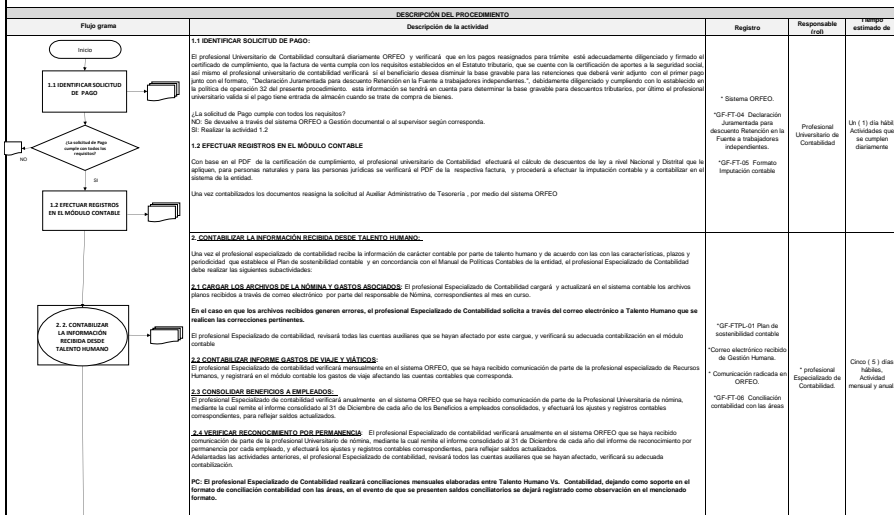 DESCRIPCIÓN DEL PROCEDIMIENTO
Flujo grama
Descripción de la actividad
Registro
Responsable (rol)
Tiempo estimado de
Inicio
1.1 IDENTIFICAR SOLICITUD DE PAGO
¿La solicitud de Pago cumple con todos los requisitos?
NO
SI
1.2 EFECTUAR REGISTROS EN EL MÓDULO CONTABLE
1.1 IDENTIFICAR SOLICITUD DE PAGO:
El profesional Universitario de Contabilidad consultará diariamente ORFEO y verificará que en los pagos reasignados para trámite esté adecuadamente diligenciado y firmado el
certificado de cumplimiento, que la factura de venta cumpla con los requisitos establecidos en el Estatuto tributario, que se cuente con la certificación de aportes a la seguridad social,
así mismo el profesional universitario de contabilidad verificará si el beneficiario desea disminuir la base gravable para las retenciones que deberá venir adjunto con el primer pago
junto con el formato, "Declaración Juramentada para descuento Retención en la Fuente a trabajadores independientes.", debidamente diligenciado y cumpliendo con lo establecido en
la política de operación 32 del presente procedimiento. esta información se tendrá en cuenta para determinar la base gravable para descuentos tributarios, por último el profesional
universitario valida si el pago tiene entrada de almacén cuando se trate de compra de bienes.
¿La solicitud de Pago cumple con todos los requisitos?
NO: Se devuelve a través del sistema ORFEO a Gestión documental o al supervisor según corresponda.
SI: Realizar la actividad 1.2
1.2 EFECTUAR REGISTROS EN EL MÓDULO CONTABLE
Con base en el PDF de la certificación de cumplimiento, el profesional universitario de Contabilidad efectuará el cálculo de descuentos de ley a nivel Nacional y Distrital que le
apliquen, para personas naturales y para las personas jurídicas se verificará el PDF de la respectiva factura, y procederá a efectuar la imputación contable y a contabilizar en el
sistema de la entidad.
Una vez contabilizados los documentos reasigna la solicitud al Auxiliar Administrativo de Tesorería , por medio del sistema ORFEO
* Sistema ORFEO.
*GF-FT-04 Declaración Juramentada para descuento Retención en la Fuente a trabajadores independientes.
*GF-FT-05 Formato Imputación contable
Profesional Universitario de Contabilidad
Un ( 1) día hábil. Actividades que se cumplen diariamente
2. 2. CONTABILIZAR LA INFORMACIÓN RECIBIDA DESDE TALENTO HUMANO
2. CONTABILIZAR LA INFORMACIÓN RECIBIDA DESDE TALENTO HUMANO:
Una vez el profesional especializado de contabilidad recibe la información de carácter contable por parte de talento humano y de acuerdo con las con las características, plazos y
periodicidad que establece el Plan de sostenibilidad contable y en concordancia con el Manual de Políticas Contables de la entidad, el profesional Especializado de Contabilidad
debe realizar las siguientes subactividades:
2.1 CARGAR LOS ARCHIVOS DE LA NÓMINA Y GASTOS ASOCIADOS: El profesional Especializado de Contabilidad cargará y actualizará en el sistema contable los archivos
planos recibidos a través de correo electrónico por parte del responsable de Nómina, correspondientes al mes en curso.
En el caso en que los archivos recibidos generen errores, el profesional Especializado de Contabilidad solicita a través del correo electrónico a Talento Humano que se
realicen las correcciones pertinentes.
El profesional Especializado de Contabilidad, revisará todas las cuentas auxiliares que se hayan afectado por este cargue, y verificará su adecuada contabilización en el módulo
contable
2.2 CONTABILIZAR INFORME GASTOS DE VIAJE Y VIÁTICOS:
El profesional Especializado de Contabilidad verificará mensualmente en el sistema ORFEO, que se haya recibido comunicación de parte de la profesional especializado de Recursos
Humanos, y registrará en el módulo contable los gastos de viaje afectando las cuentas contables que corresponda.
2.3 CONSOLIDAR BENEFICIOS A EMPLEADOS:
El profesional Especializado de contabilidad verificará anualmente en el sistema ORFEO que se haya recibido comunicación de parte de la Profesional Universitaria de nómina,
mediante la cual remite el informe consolidado al 31 de Diciembre de cada año de los Beneficios a empleados consolidados, y efectuará los ajustes y registros contables
correspondientes, para reflejar saldos actualizados.
2.4 VERIFICAR RECONOCIMIENTO POR PERMANENCIA: El profesional Especializado de contabilidad verificará anualmente en el sistema ORFEO que se haya recibido
comunicación de parte de la profesional Universitario de nómina, mediante la cual remite el informe consolidado al 31 de Diciembre de cada año del informe de reconocimiento por
permanencia por cada empleado, y efectuará los ajustes y registros contables correspondientes, para reflejar saldos actualizados.
Adelantadas las actividades anteriores, el profesional Especializado de contabilidad, revisará todos las cuentas auxiliares que se hayan afectado, verificará su adecuada
contabilización.
PC: El profesional Especializado de Contabilidad realizará conciliaciones mensuales elaboradas entre Talento Humano Vs. Contabilidad, dejando como soporte en el
formato de conciliación contabilidad con las áreas, en el evento de que se presenten saldos conciliatorios se dejará registrado como observación en el mencionado
formato.
*GF-FTPL-01 Plan de sostenibilidad contable
*Correo electrónico recibido de Gestión Humana.
* Comunicación radicada en ORFEO.
*GF-FT-06 Conciliación contabilidad con las áreas
* profesional Especializado de Contabilidad.
Cinco ( 5 ) días hábiles, Actividad mensual y anual